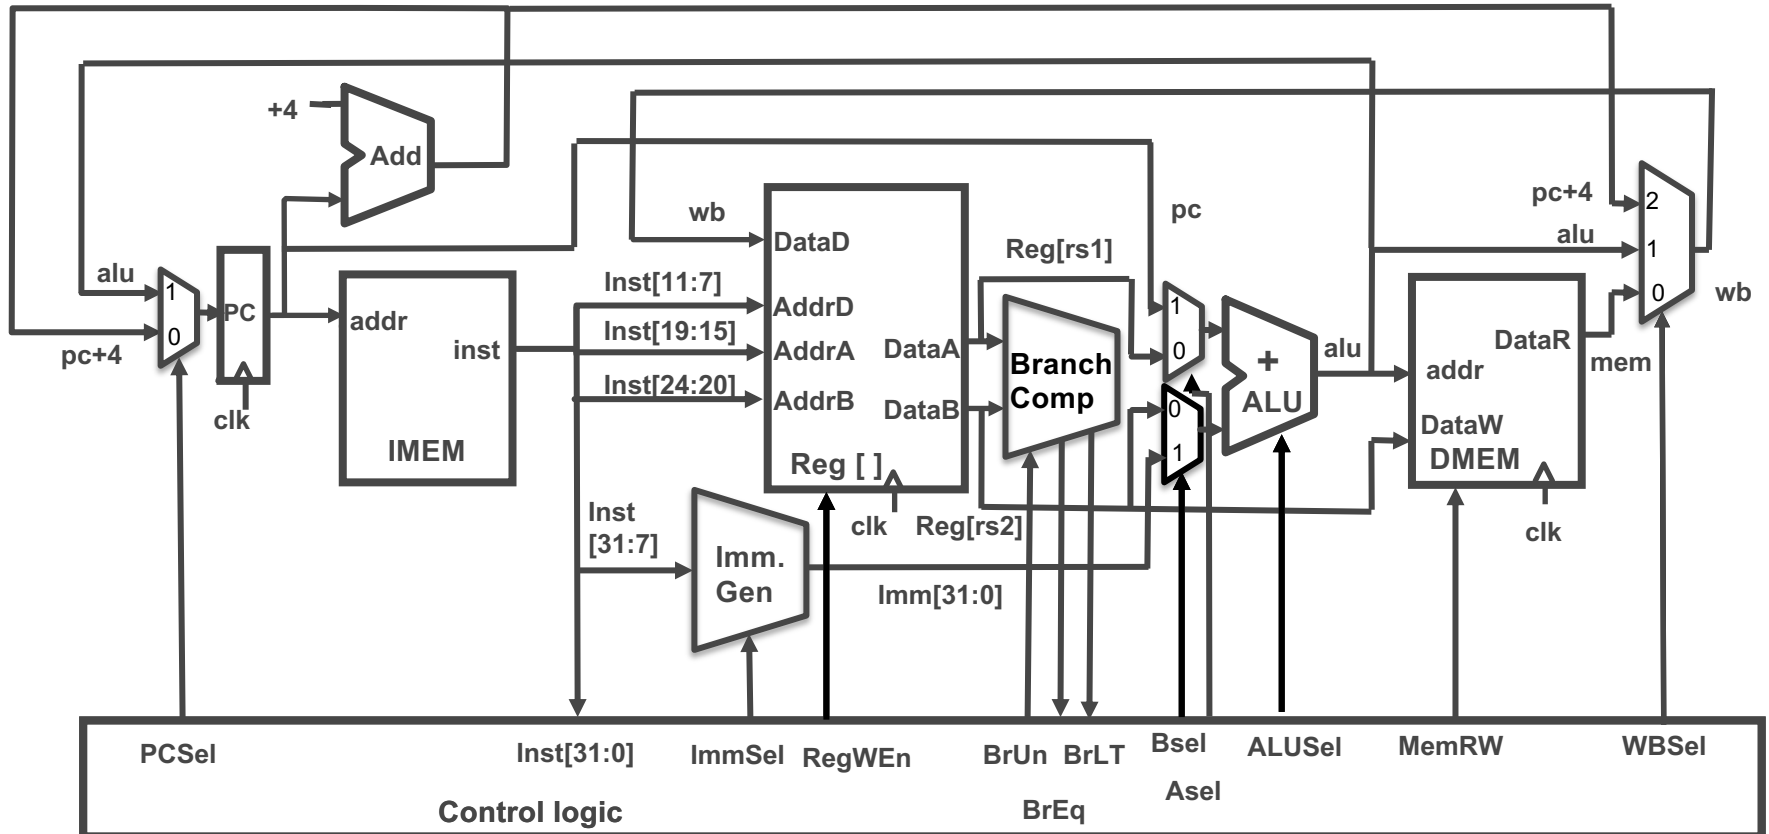 +4
Add
pc
pc+4
2
wb
DataD
Reg[rs1]
alu
1
alu
1
PC
0
pc+4
clk
addr
inst
IMEM
Inst[11:7]
AddrD
Inst[19:15]
AddrA
DataA
Inst[24:20]
AddrB
DataB
Reg [ ]
clk
Reg[rs2]
Branch
Comp
1
0
0
1
+
ALU
alu
0
wb
DataR
mem
addr
DataW
DMEM
clk
Inst
[31:7]
Imm.
Gen
Imm[31:0]
PCSel
Inst[31:0]
ImmSel
RegWEn
BrUn
BrLT
Bsel
ALUSel
MemRW
WBSel
Asel
BrEq
Control logic